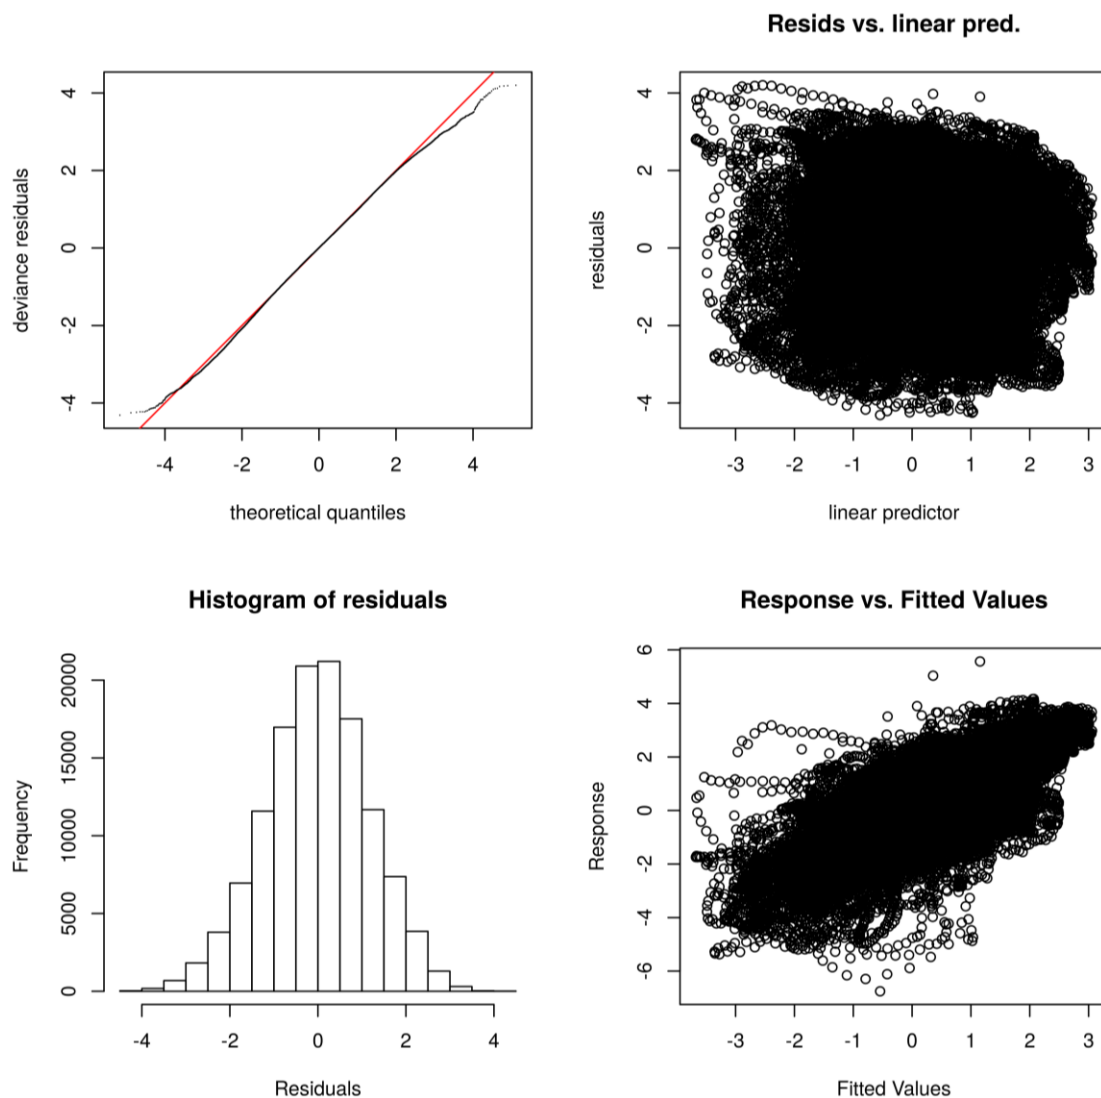 deviance residuals
4
2
0
-2
-4
-4 -2 0 2 4
theoretical quantiles
Resids vs. linear pred.
residuals
4
2
0
-2
-4
-3 -2 -1 0 1 2 3
linear predictor
Histogram of residuals
Frequency
20000
15000
10000
5000
0
-4 -2 0 2 4
Residuals
Response vs. Fitted Values
Response
6
4
2
0
-2
-4
-6
-3 -2 -1 0 1 2 3
Fitted Values